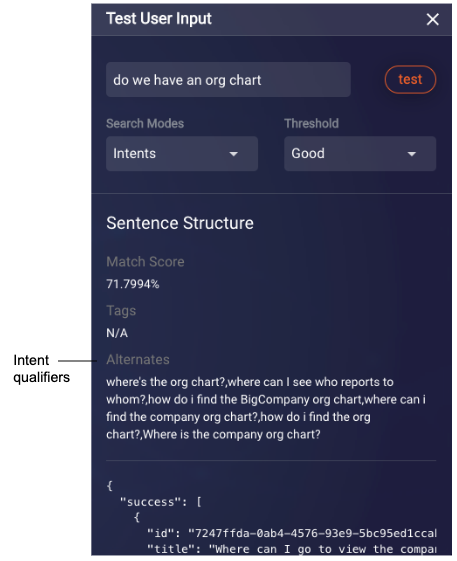 Test User Input
do we have an org chart
test
Search Modes
Threshold
Intents
Good
Sentence Structure
Match Score
71.7994%
Tags
N/A
Intent
qualifiers
Alternates
where's the org chart?,where can I see who reports to
whom?,how do i find the BigCompany org chart,where can i
find the company org chart?,how do i find the org
chart?,Where is the company org chart?
{
"success": [
{
"id": "7247ffda-0ab4-4576-93e9-5bc95ed1cca
"title": "Where can I go to view the compa